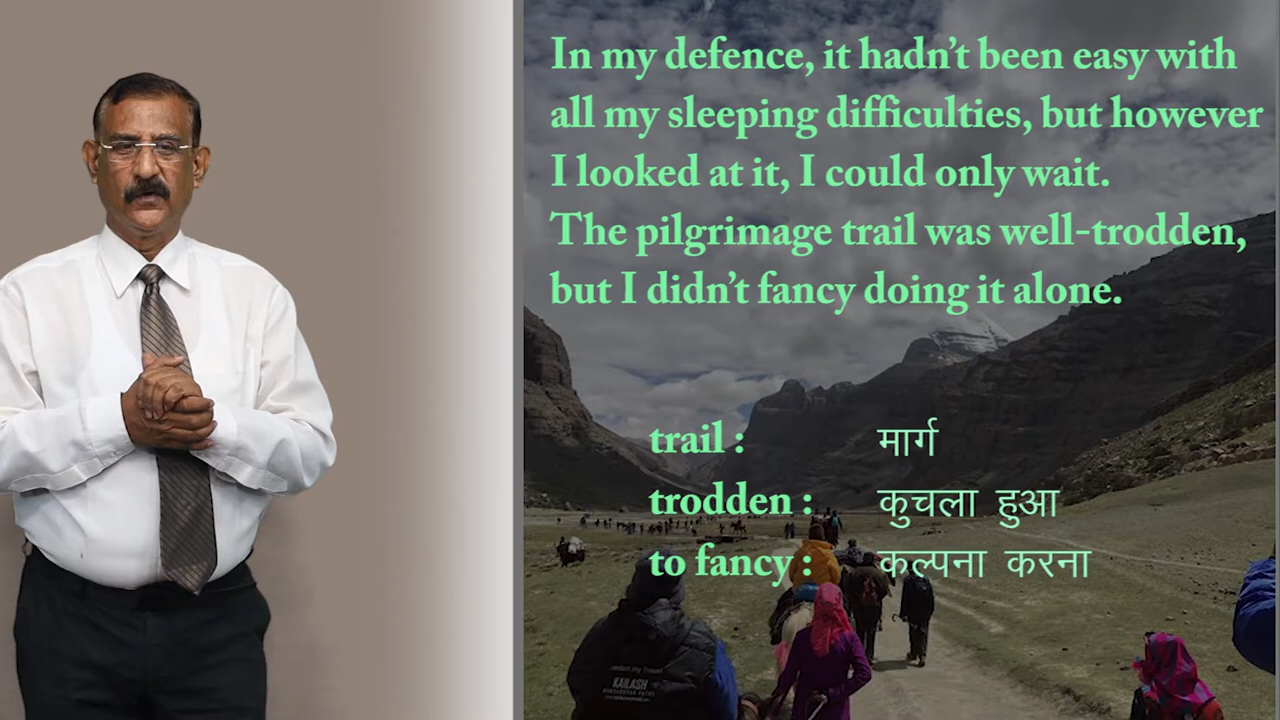 In my defence, it hadn’t been easy with
all my sleeping difficulties, but however
I looked at it, I could only wait.
The pilgrimage trail was well-trodden,
but I didn’t fancy doing it alone.
trail : मार्ग
trodden : कुचला हुआ
to fancy : कल्पना करना
KAILASH